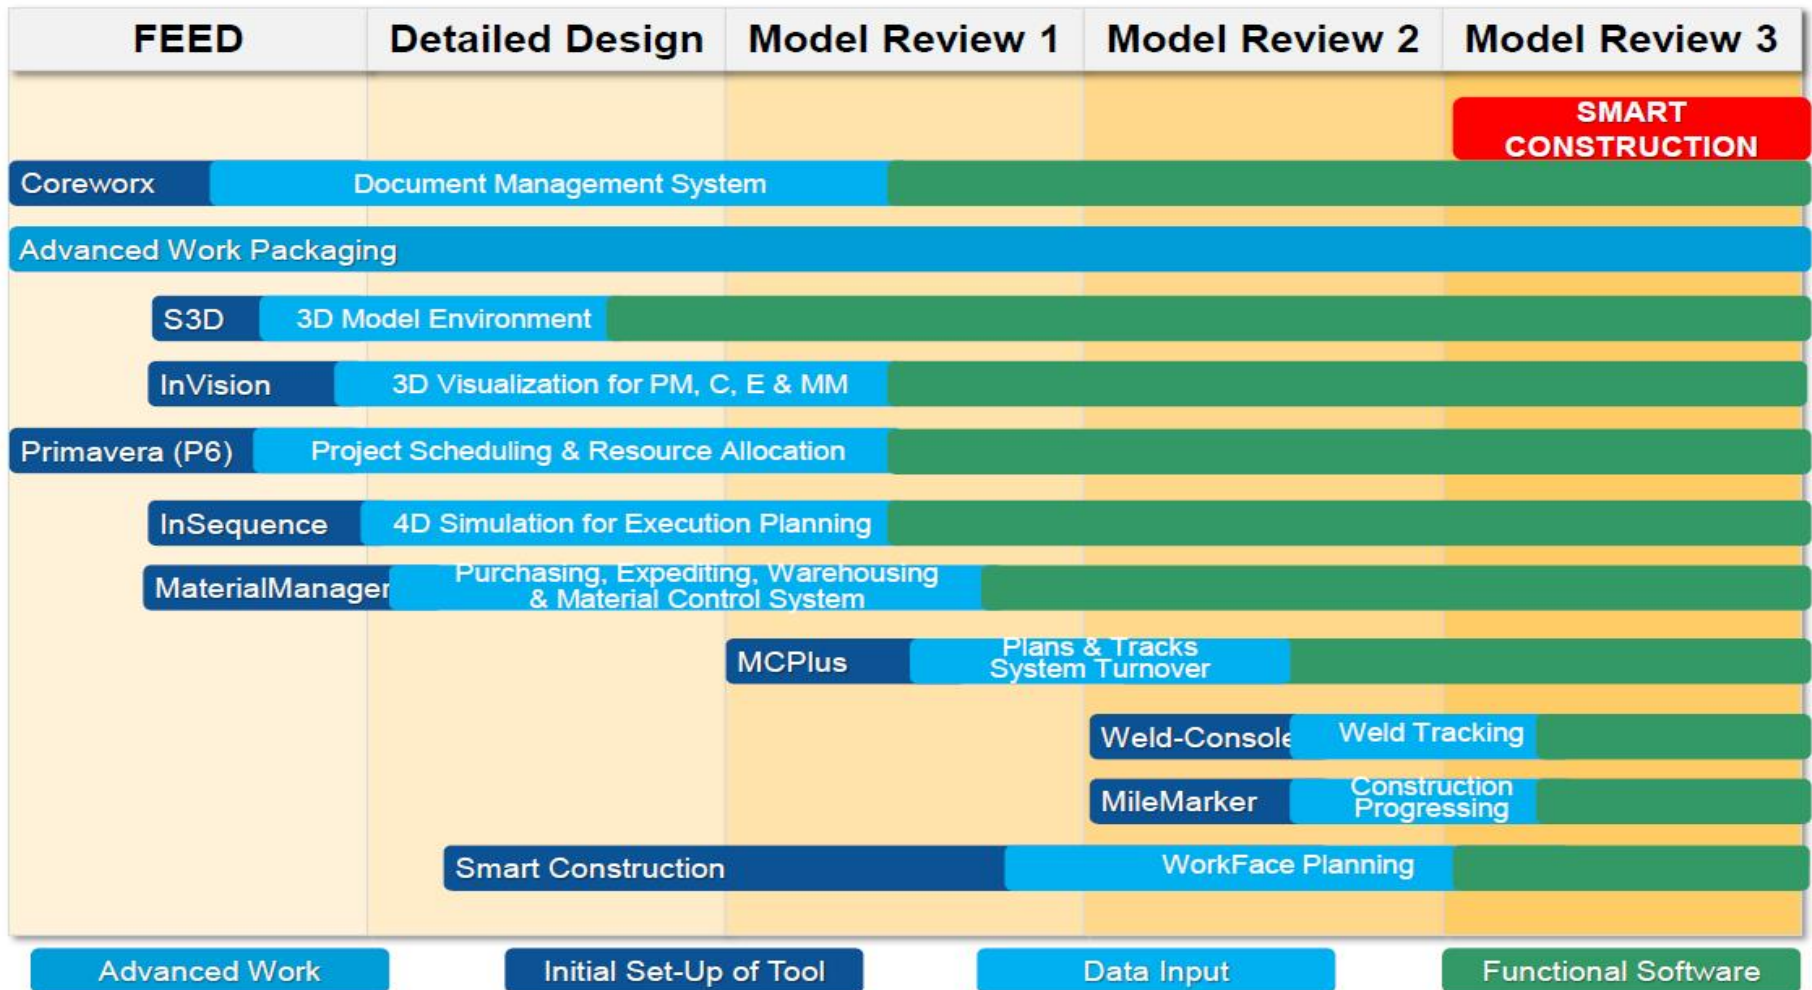 FEED
Detailed Design
Model Review 1
Model Review 2
Model Review 3
SMART
CONSTRUCTION
Coreworx
Document Management System
Advanced Work Packaging
S3D
3D Model Environment
InVision
3D Visualization for PM, C, E & MM
Primavera (P6)
Project Scheduling & Resource Allocation
InSequence
4D Simulation for Execution Planning
MaterialManager
Purchasing, Expediting, Warehousing
& Material Control System
MCPlus
Plans & Tracks
System Turnover
Weld-Console
Weld Tracking
MileMarker
Construction
Progressing
Smart Construction
WorkFace Planning
Advanced Work
Initial Set-Up of Tool
Data Input
Functional Software